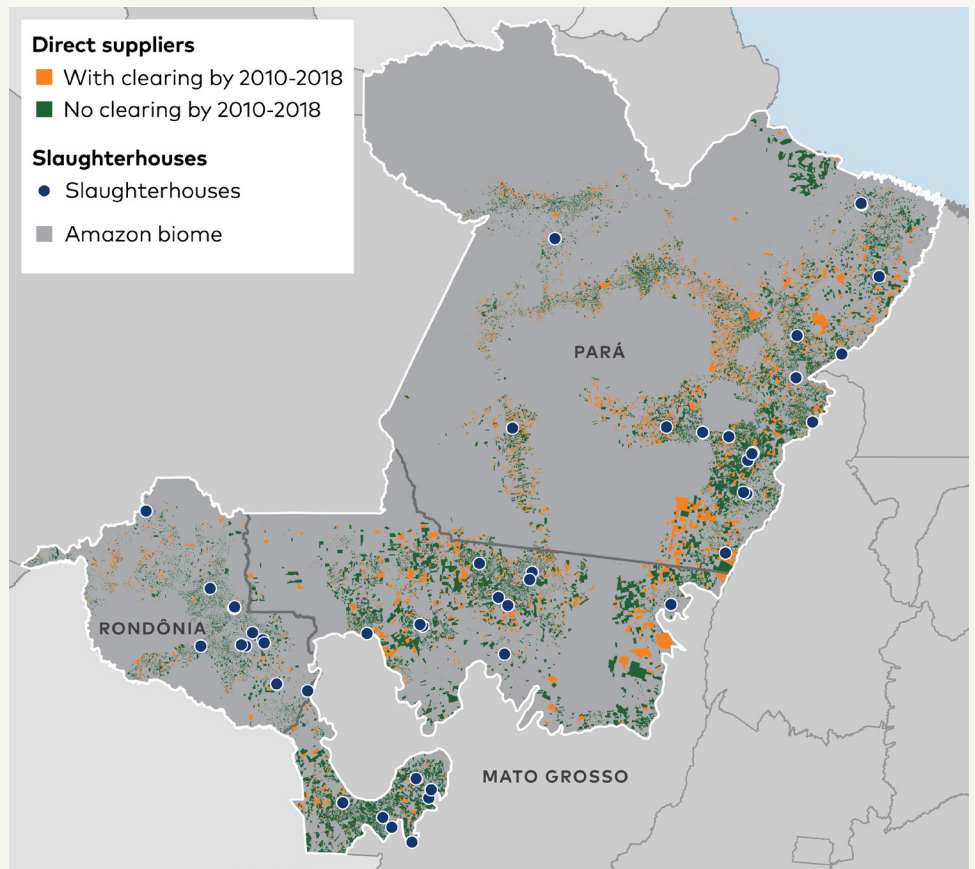 Direct suppliers
With clearing by 2010-2018
No clearing by 2010-2018
Slaughterhouses
Slaughterhouses
Amazon biome
PARÁ
RONDÔNIA
MATO GROSSO